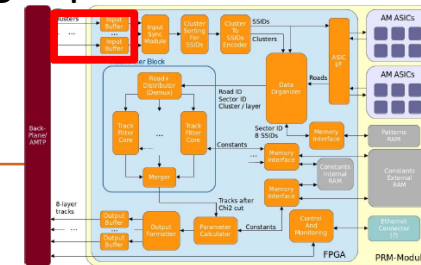 Clusters
...
Input
Buffer
...
Input
Buffer
Input
Sync
Module
Cluster
Sorting
For
SSIDs
Cluster
To
SSIDs
Encoder
SSIDs
Clusters
ASIC
I/F
AM ASICs
AM ASICs
Block
Road
Distributor
(Demux)
Road ID
Sector ID
Cluster / layer
Data
Organizer
Roads
Track
Fitter
Core
...
Track
Fitter
Core
Merger
Sector ID
8 SSIDs
Memory
Interface
Patterns
RAM
Constants
...
Memory
Interface
Constants
Internal
RAM
Memory
Interface
Constants
External
RAM
Back-
Plane/
AMTP
8-layer
tracks
...
Output
Buffer
...
Output
Buffer
Output
Formatter
Tracks after
Chi2 cut
Parameter
Calculator
Constants
Control
And
Monitoring
Ethernet
Connector
(?)
FPGA
PRM-Modul